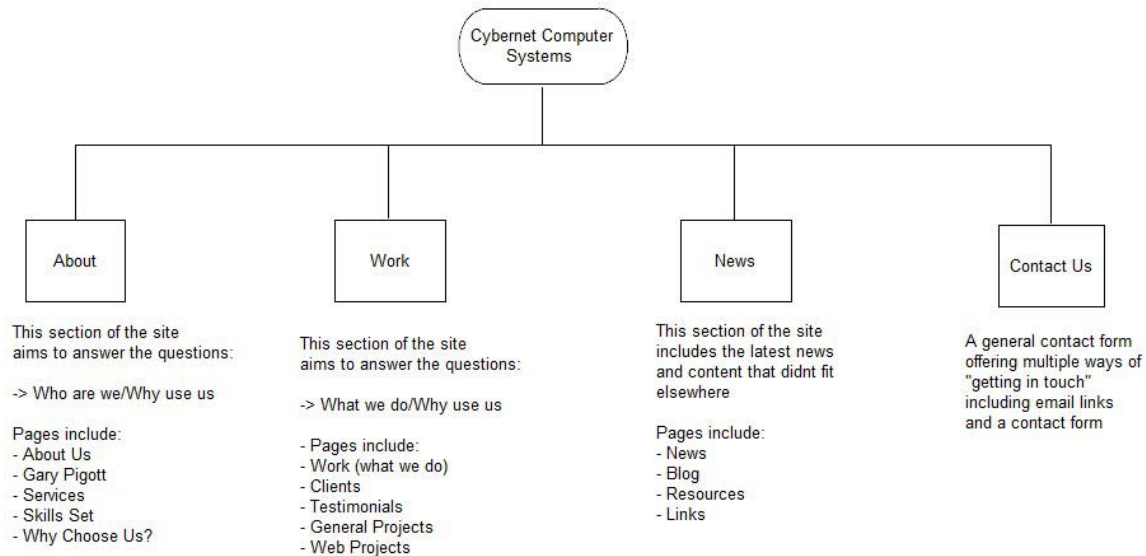 Cybernet Computer
Systems
About
Work
News
Contact Us
This section of the site
aims to answer the questions:
-> Who are we/Why use us
Pages include:
- About Us
- Gary Pigott
- Services
- Skills Set
- Why Choose Us?
This section of the site
aims to answer the questions:
-> What we do/Why use us
- Pages include:
- Work (what we do)
- Clients
- Testimonials
- General Projects
- Web Projects
This section of the site
includes the latest news
and content that didnt fit
elsewhere
Pages include:
- News
- Blog
- Resources
- Links
A general contact form
offering multiple ways of
"getting in touch"
including email links
and a contact form